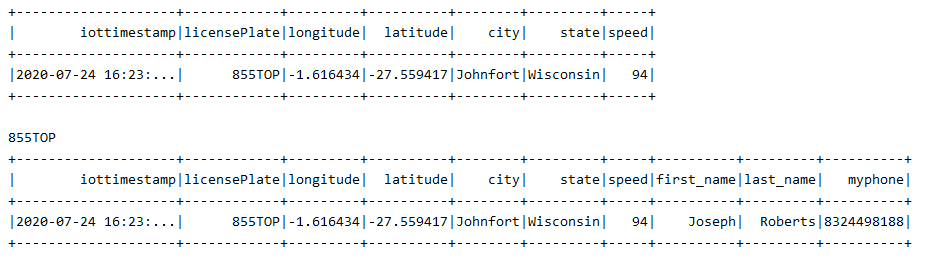 +--------------------+------------+---------+----------+--------+---------+-----+
|       iottimestamp|licensePlate|longitude|  latitude|    city|    state|speed|
+--------------------+------------+---------+----------+--------+---------+-----+
|2020-07-24 16:23:...|      855TOP|-1.616434|-27.559417|Johnfort|Wisconsin|   94|
+--------------------+------------+---------+----------+--------+---------+-----+
855TOP
+--------------------+------------+---------+----------+--------+---------+-----+----------+---------+----------+
|       iottimestamp|licensePlate|longitude|  latitude|    city|    state|speed|first_name|last_name|   myphone|
+--------------------+------------+---------+----------+--------+---------+-----+----------+---------+----------+
|2020-07-24 16:23:...|      855TOP|-1.616434|-27.559417|Johnfort|Wisconsin|   94|    Joseph|  Roberts|8324498188|
+--------------------+------------+---------+----------+--------+---------+-----+----------+---------+----------+